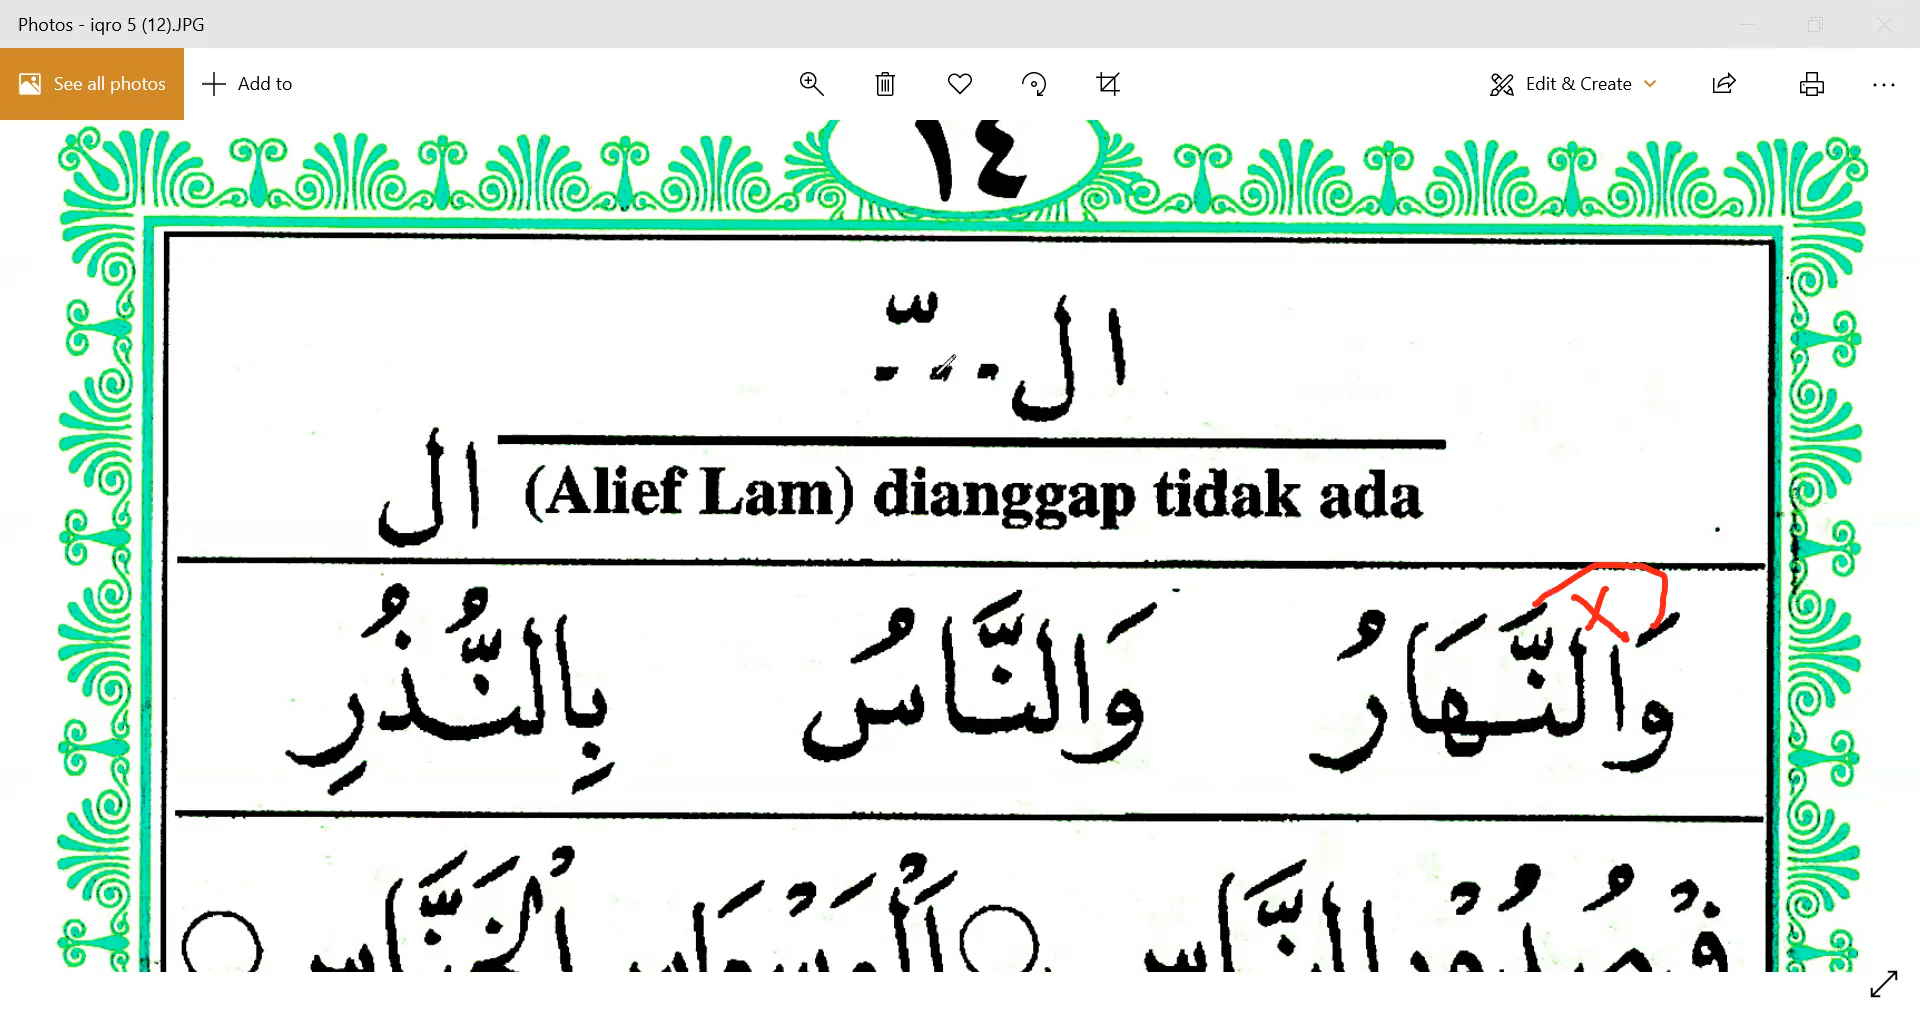 Photos - iqro 5 (12).JPG
See all photos
Add to
Edit & Create
١٤
ال...ّ
ال (Alief Lam) dianggap tidak ada
وَالنَّهَارُ وَالنَّاسُ بِالنُّذُرِ